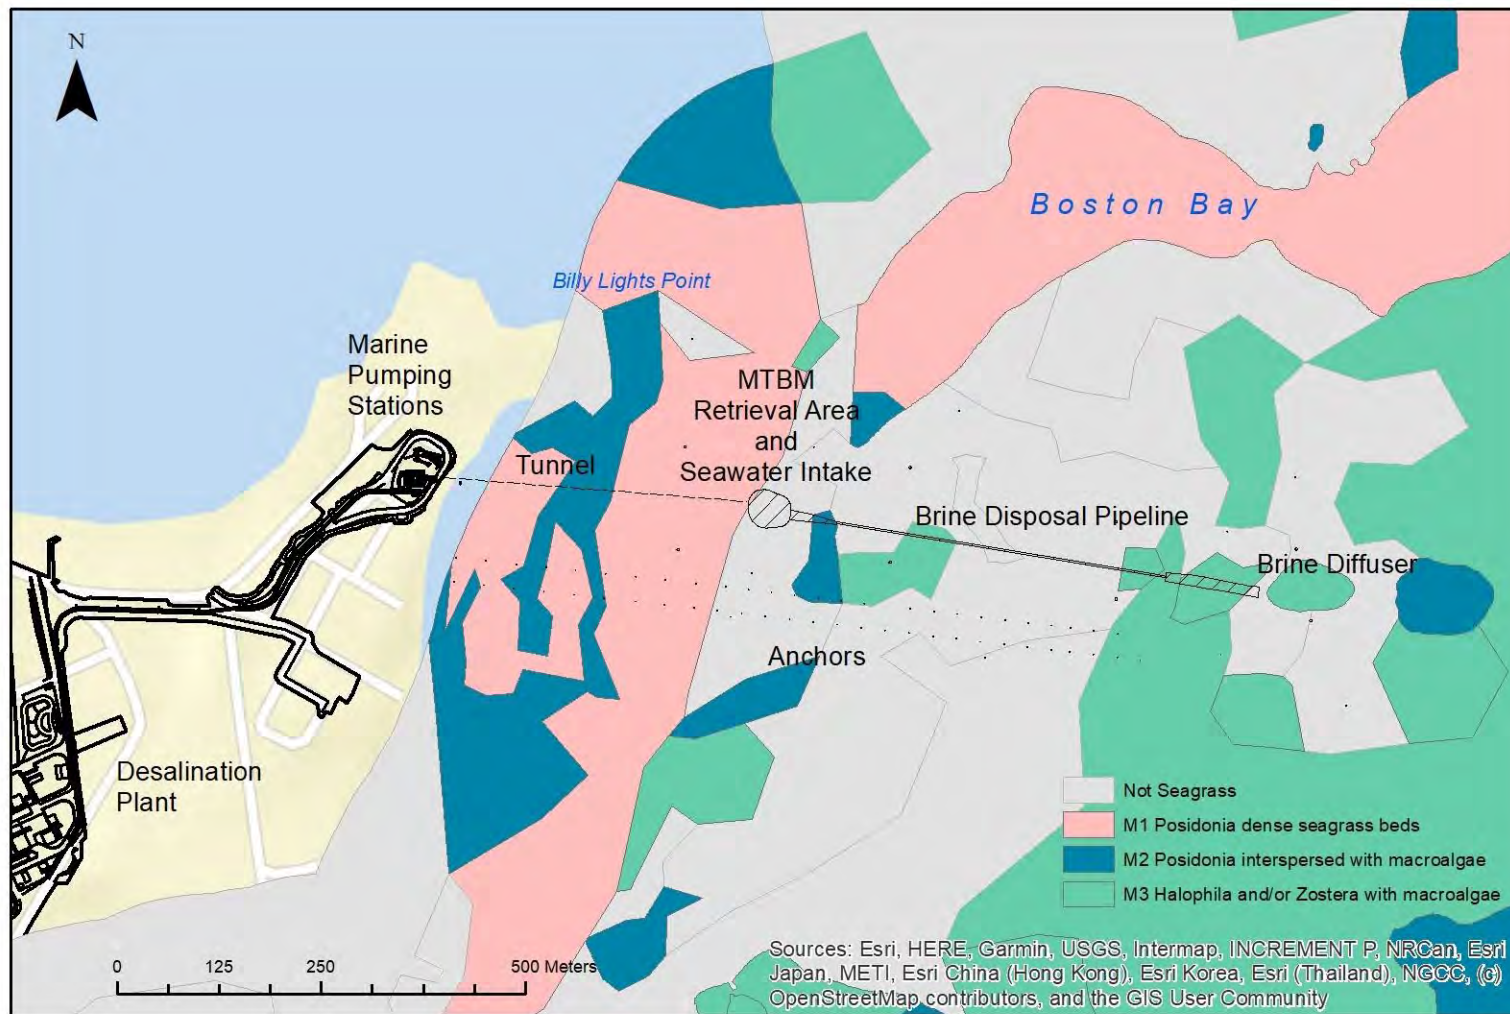 N
Boston Bay
Billy Lights Point
Marine
Pumping
Stations
MTBM
Retrieval Area
and
Seawater Intake
Tunnel
Brine Disposal Pipeline
Brine Diffuser
Anchors
Desalination
Plant
Not Seagrass
M1 Posidonia dense seagrass beds
M2 Posidonia interspersed with macroalgae
M3 Halophila and/or Zostera with macroalgae
0 125 250 500 Meters
Sources: Esri, HERE, Garmin, USGS, Intermap, INCREMENT P, NRCan, Esri
Japan, METI, Esri China (Hong Kong), Esri Korea, Esri (Thailand), NGCC, (c)
OpenStreetMap contributors, and the GIS User Community